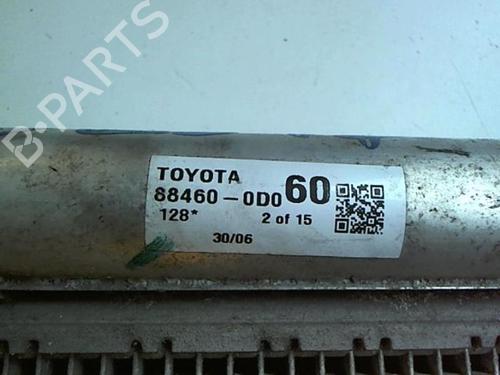 B-PARTS
TOYOTA
88460-0D060
128* 2 of 15
30/06